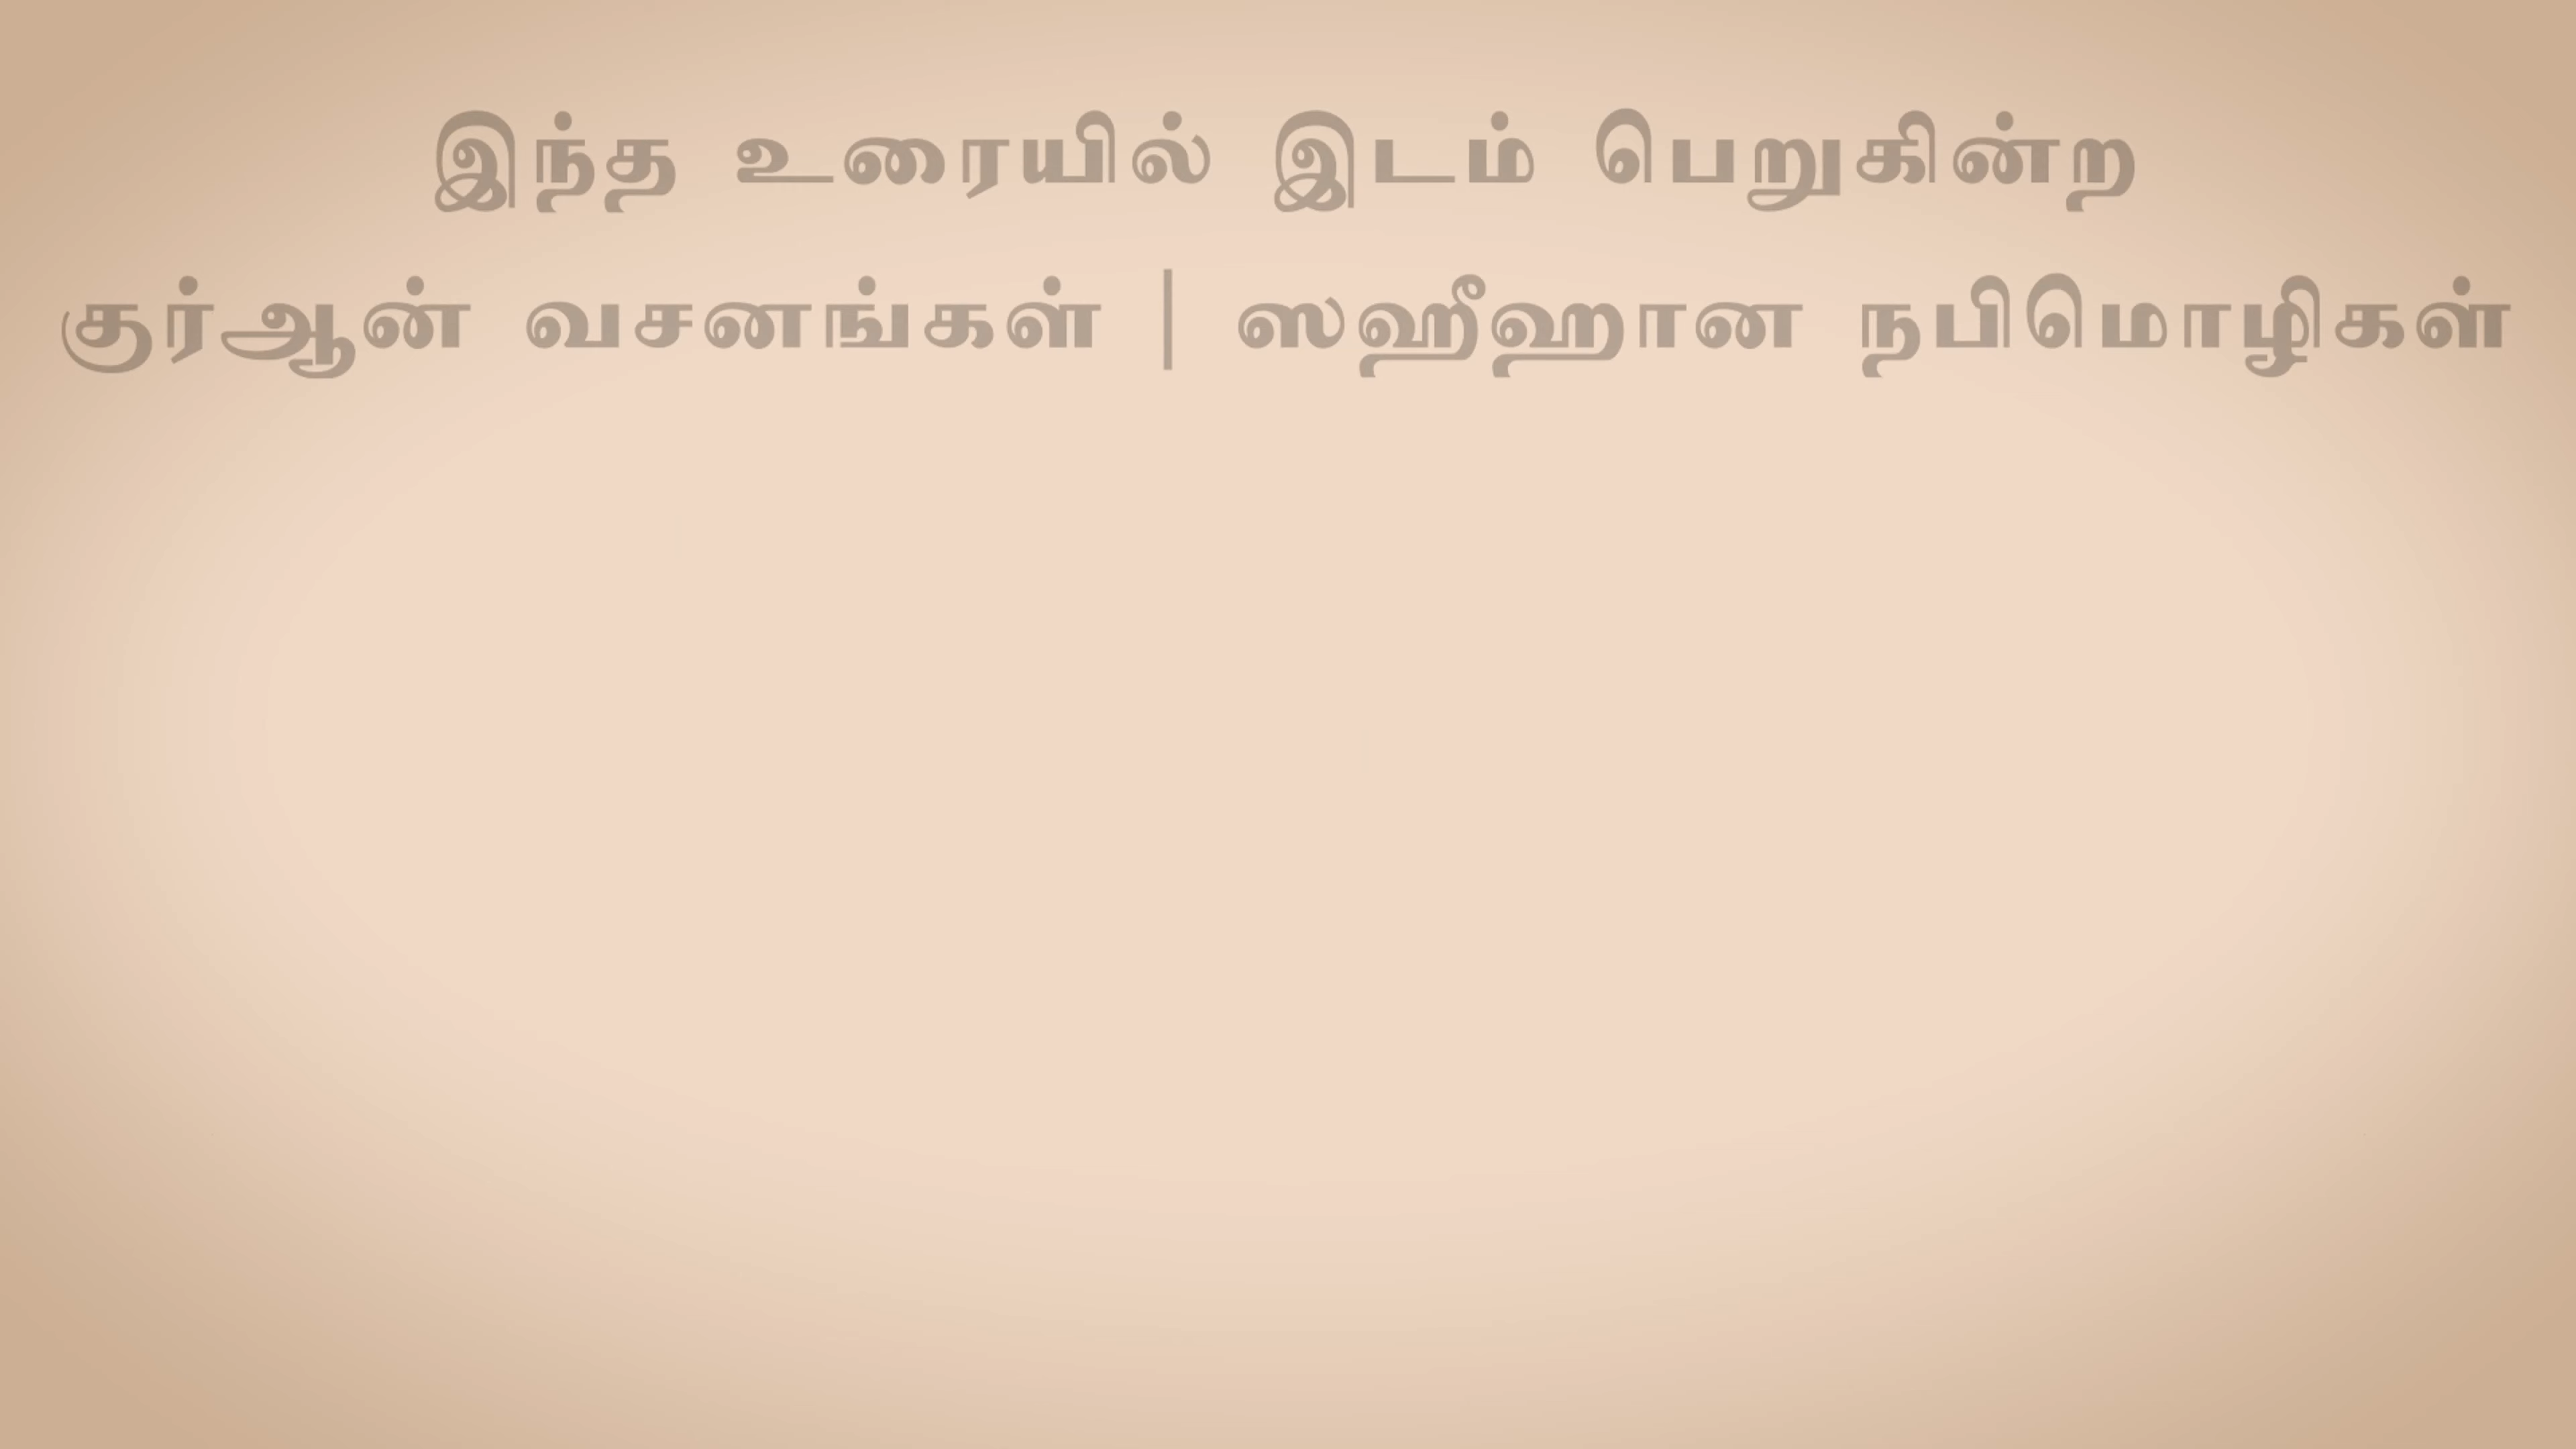 இந்த உரையில் இடம் பெறுகின்ற
குர்ஆன் வசனங்கள் | ஸஹீஹான நபிமொழிகள்